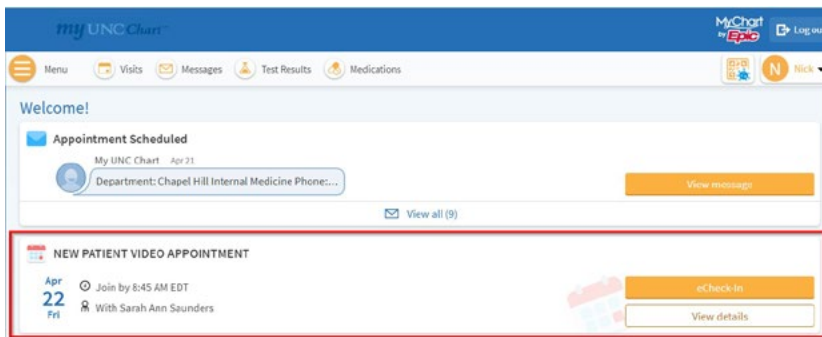 my UNC Chart™
MyChart
by Epic
Log ou
Menu Visits Messages Test Results Medications
N Nick
Welcome!
Appointment Scheduled
My UNC Chart Apr 21
Department: Chapel Hill Internal Medicine Phone:...
View message
View all (9)
NEW PATIENT VIDEO APPOINTMENT
Apr
22
Fri
Join by 8:45 AM EDT
With Sarah Ann Saunders
eCheck-In
View details